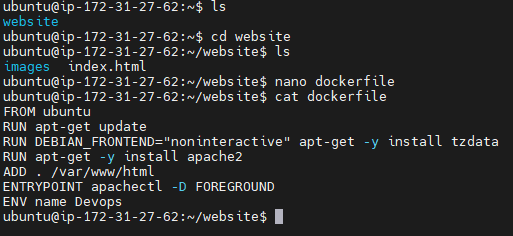 ubuntu@ip-172-31-27-62:~$ ls
website
ubuntu@ip-172-31-27-62:~$ cd website
ubuntu@ip-172-31-27-62:~/website$ ls
images  index.html
ubuntu@ip-172-31-27-62:~/website$ nano dockerfile
ubuntu@ip-172-31-27-62:~/website$ cat dockerfile
FROM ubuntu
RUN apt-get update
RUN DEBIAN_FRONTEND="noninteractive" apt-get -y install tzdata
RUN apt-get -y install apache2
ADD . /var/www/html
ENTRYPOINT apachectl -D FOREGROUND
ENV name Devops
ubuntu@ip-172-31-27-62:~/website$